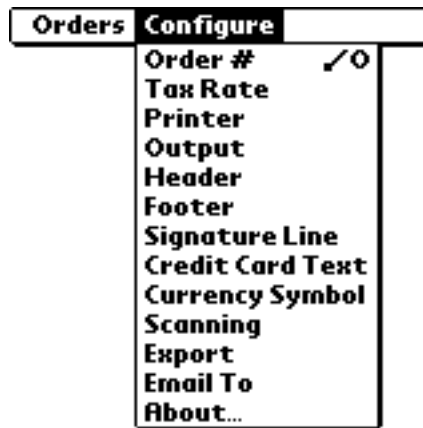 Orders Configure
Order # ✓O
Tax Rate
Printer
Output
Header
Footer
Signature Line
Credit Card Text
Currency Symbol
Scanning
Export
Email To
About...